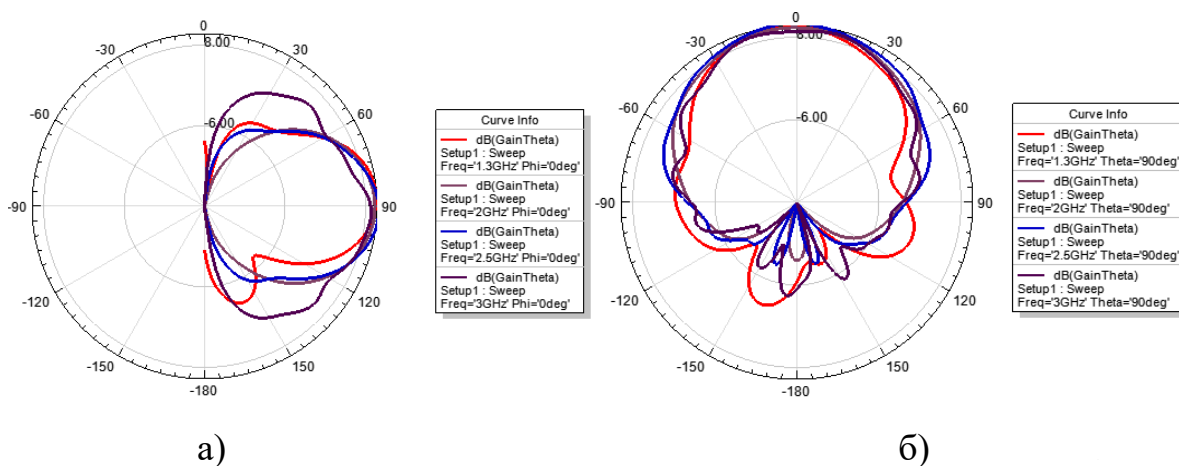 0
8.00
-30
30
-6.00
-60
60
-90
90
-120
120
-150
150
-180
Curve Info
dB(GainTheta)
Setup1 : Sweep
Freq='1.3GHz' Phi='0deg'
dB(GainTheta)
Setup1 : Sweep
Freq='2GHz' Phi='0deg'
dB(GainTheta)
Setup1 : Sweep
Freq='2.5GHz' Phi='0deg'
dB(GainTheta)
Setup1 : Sweep
Freq='3GHz' Phi='0deg'
а)
0
8.00
-30
30
-6.00
-60
60
-90
90
-120
120
-150
150
-180
Curve Info
dB(GainTheta)
Setup1 : Sweep
Freq='1.3GHz' Theta='90deg'
dB(GainTheta)
Setup1 : Sweep
Freq='2GHz' Theta='90deg'
dB(GainTheta)
Setup1 : Sweep
Freq='2.5GHz' Theta='90deg'
dB(GainTheta)
Setup1 : Sweep
Freq='3GHz' Theta='90deg'
б)